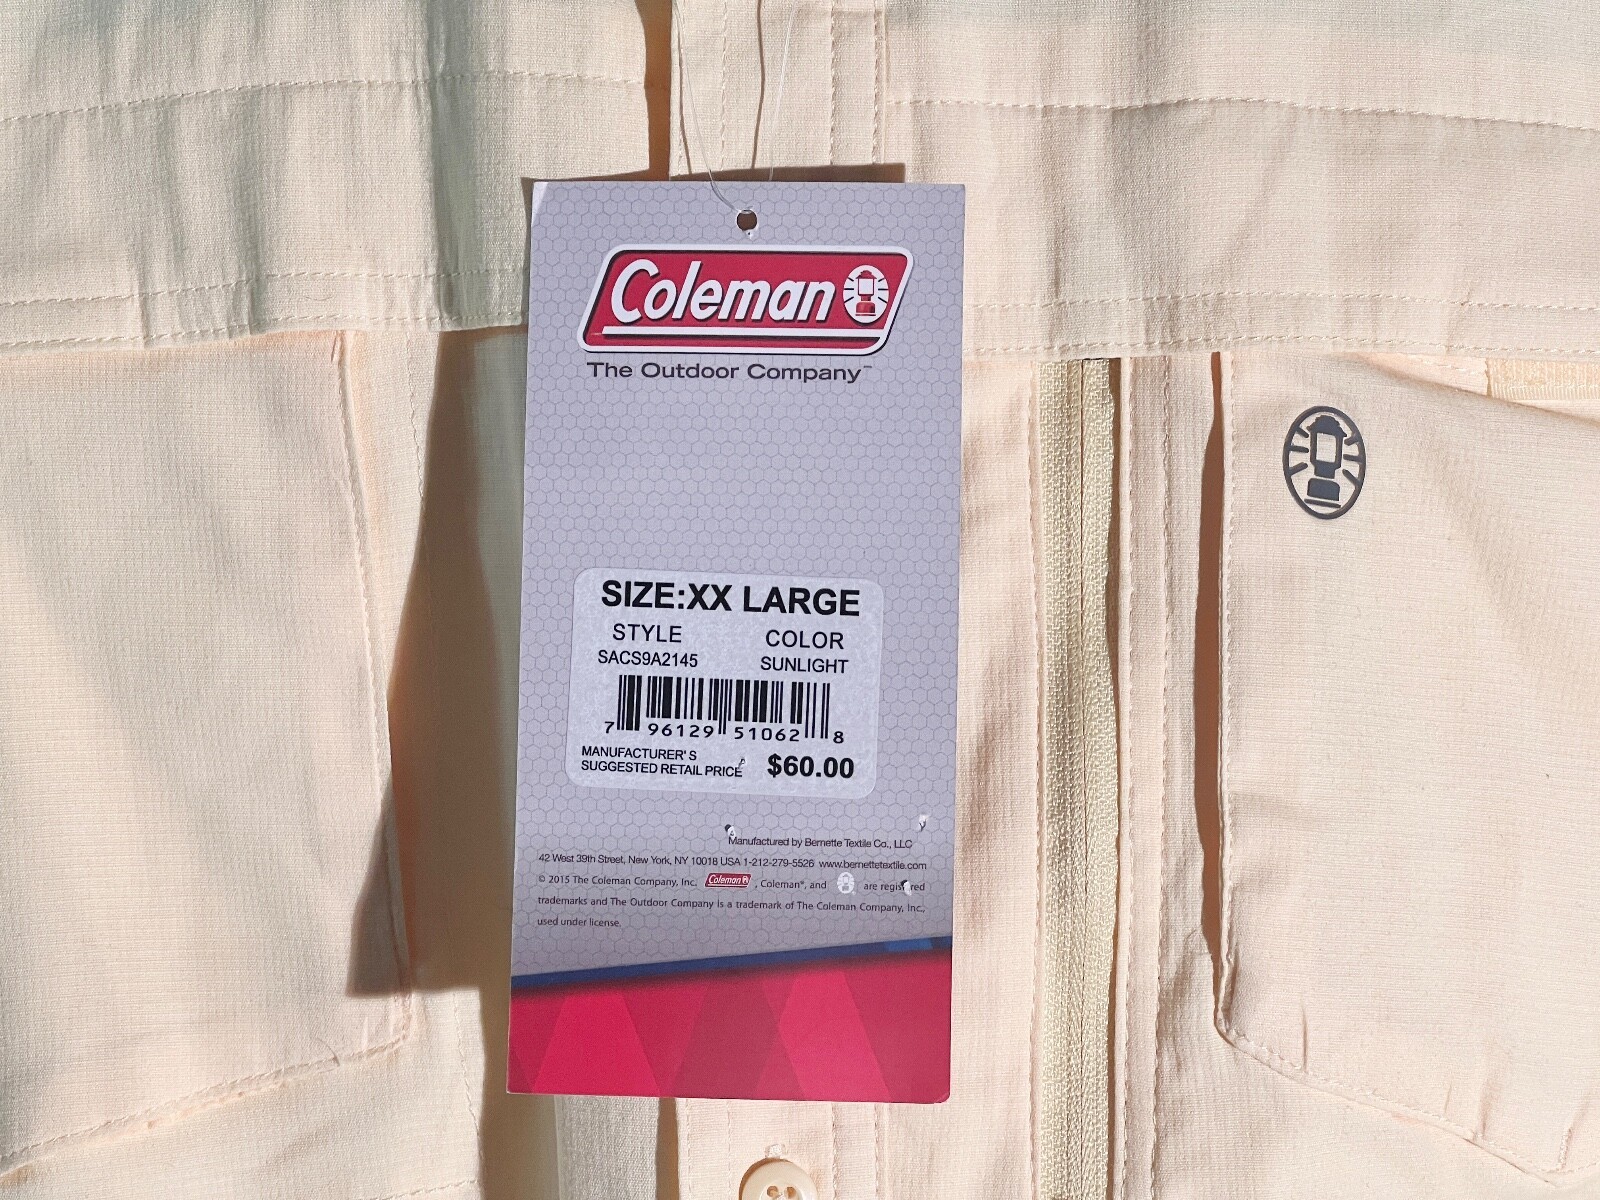 Coleman
The Outdoor Company™
SIZE:XX LARGE
STYLE COLOR
SACS9A2145 SUNLIGHT
7 96129 51062 8
MANUFACTURER'S
SUGGESTED RETAIL PRICE $60.00
Manufactured by Bernette Textile Co., LLC
42 West 39th Street, New York, NY 10018 USA 1-212-279-5526 www.bernettetextile.com
© 2015 The Coleman Company, Inc. Coleman , Coleman®, and are registered
trademarks and The Outdoor Company is a trademark of The Coleman Company, Inc.,
used under license.